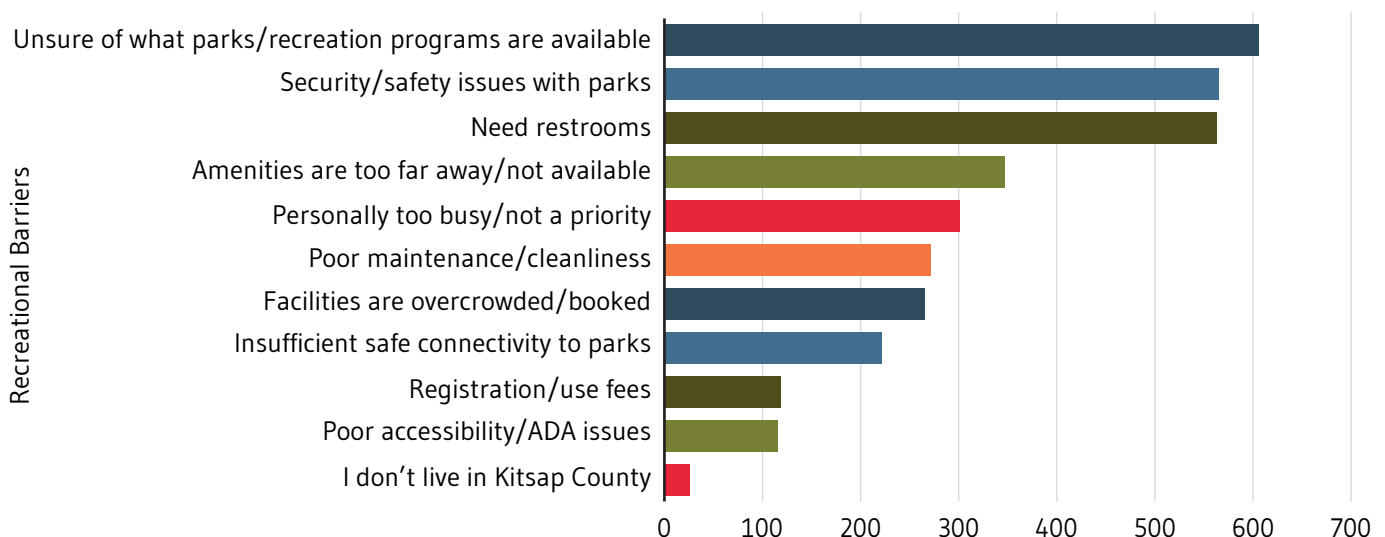 Recreational Barriers
Unsure of what parks/recreation programs are available
Security/safety issues with parks
Need restrooms
Amenities are too far away/not available
Personally too busy/not a priority
Poor maintenance/cleanliness
Facilities are overcrowded/booked
Insufficient safe connectivity to parks
Registration/use fees
Poor accessibility/ADA issues
I don’t live in Kitsap County
0 100 200 300 400 500 600 700